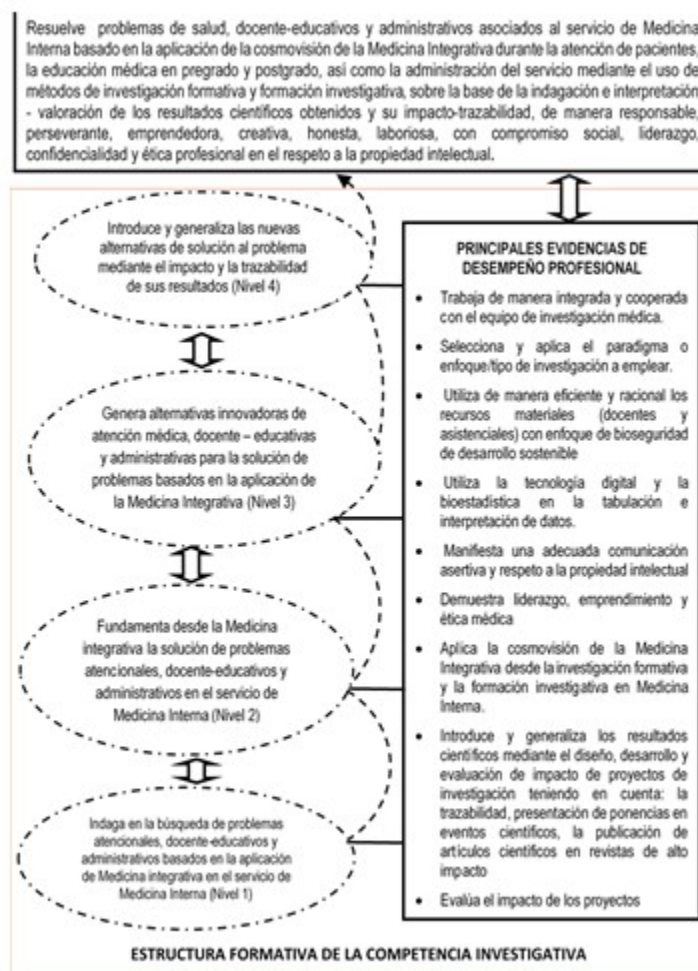 Resuelve problemas de salud, docente-educativos y administrativos asociados al servicio de Medicina
Interna basado en la aplicación de la cosmovisión de la Medicina Integrativa durante la atención de pacientes,
la educación médica en pregrado y postgrado, así como la administración del servicio mediante el uso de
métodos de investigación formativa y formación investigativa, sobre la base de la indagación e interpretación
- valoración de los resultados científicos obtenidos y su impacto-trazabilidad, de manera responsable,
perseverante, emprendedora, creativa, honesta, laboriosa, con compromiso social, liderazgo,
confidencialidad y ética profesional en el respeto a la propiedad intelectual.
Introduce y generaliza las nuevas
alternativas de solución al problema
mediante el impacto y la trazabilidad
de sus resultados (Nivel 4)
Genera alternativas innovadoras de
atención médica, docente – educativas
y administrativas para la solución de
problemas basados en la aplicación de
la Medicina Integrativa (Nivel 3)
Fundamenta desde la Medicina
integrativa la solución de problemas
atencionales, docente-educativos y
administrativos en el servicio de
Medicina Interna (Nivel 2)
Indaga en la búsqueda de problemas
atencionales, docente-educativos y
administrativos basados en la aplicación
de Medicina integrativa en el servicio de
Medicina Interna (Nivel 1)
PRINCIPALES EVIDENCIAS DE
DESEMPEÑO PROFESIONAL
• Trabaja de manera integrada y cooperada
con el equipo de investigación médica.
• Selecciona y aplica el paradigma o
enfoque/tipo de investigación a emplear.
• Utiliza de manera eficiente y racional los
recursos materiales (docentes y
asistenciales) con enfoque de bioseguridad
de desarrollo sostenible
• Utiliza la tecnología digital y la
bioestadística en la tabulación e
interpretación de datos.
• Manifiesta una adecuada comunicación
asertiva y respeto a la propiedad intelectual
• Demuestra liderazgo, emprendimiento y
ética médica
• Aplica la cosmovisión de la Medicina
Integrativa desde la investigación formativa
y la formación investigativa en Medicina
Interna.
• Introduce y generaliza los resultados
científicos mediante el diseño, desarrollo y
evaluación de impacto de proyectos de
investigación teniendo en cuenta: la
trazabilidad, presentación de ponencias en
eventos científicos, la publicación de
artículos científicos en revistas de alto
impacto
• Evalúa el impacto de los proyectos
ESTRUCTURA FORMATIVA DE LA COMPETENCIA INVESTIGATIVA